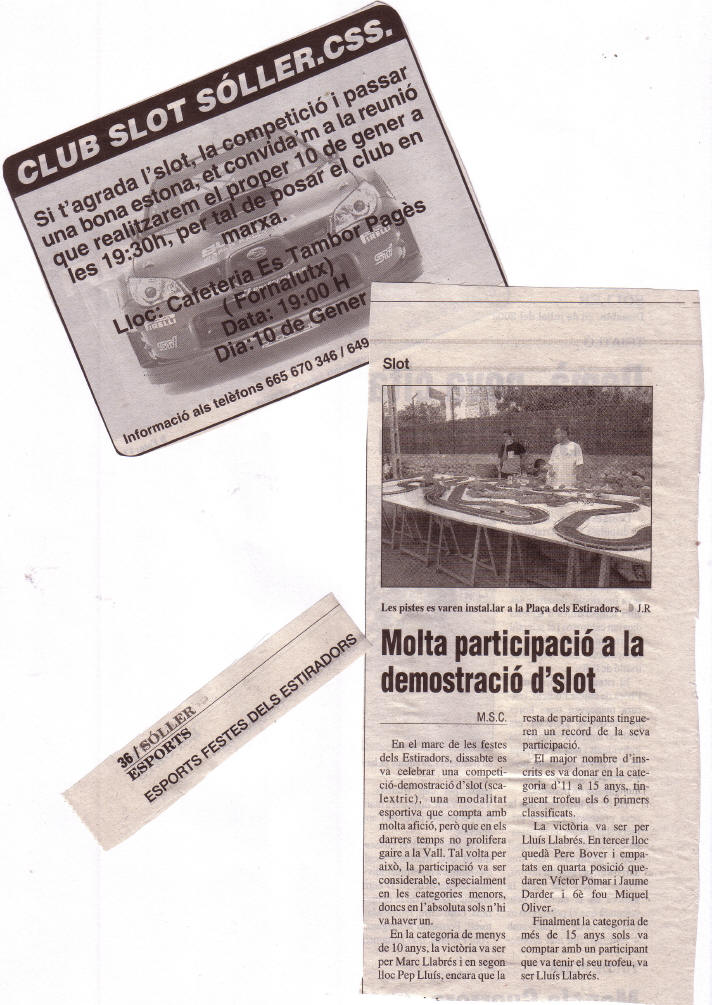 CLUB SLOT SÓLLER.CSS.
Si t'agrada l'slot, la competició i passar
una bona estona, et convida'm a la reunió
que realitzarem el proper 10 de gener a
les 19:30h, per tal de posar el club en
marxa.
Lloc: Cafeteria Es Tambor Pagès
( Fornalutx)
Data: 19:00 H
Dia:10 de Gener
Informació als telèfons 665 670 346 / 649
PIRELLI
STi
Slot
Les pistes es varen instal.lar a la Plaça dels Estiradors. J.R
Molta participació a la
demostració d'slot
M.S.C.
En el marc de les festes
dels Estiradors, dissabte es
va celebrar una competi-
ció-demostració d'slot (sca-
lextric), una modalitat
esportiva que compta amb
molta afició, però que en els
darrers temps no prolifera
gaire a la Vall. Tal volta per
això, la participació va ser
considerable, especialment
en les categories menors,
doncs en l'absoluta sols n'hi
va haver un.
En la categoria de menys
de 10 anys, la victòria va ser
per Marc Llabrés i en segon
lloc Pep Lluís, encara que la
resta de participants tingue-
ren un record de la seva
participació.
El major nombre d'ins-
crits es va donar en la cate-
goria d'11 a 15 anys, tin-
guent trofeu els 6 primers
classificats.
La victòria va ser per
Lluís Llabrés. En tercer lloc
quedà Pere Bover i empa-
tats en quarta posició que-
daren Víctor Pomar i Jaume
Darder i 6è fou Miquel
Oliver.
Finalment la categoria de
més de 15 anys sols va
comptar amb un participant
que va tenir el seu trofeu, va
ser Lluís Llabrés.
36 / SÓLLER
ESPORTS
ESPORTS FESTES DELS ESTIRADORS